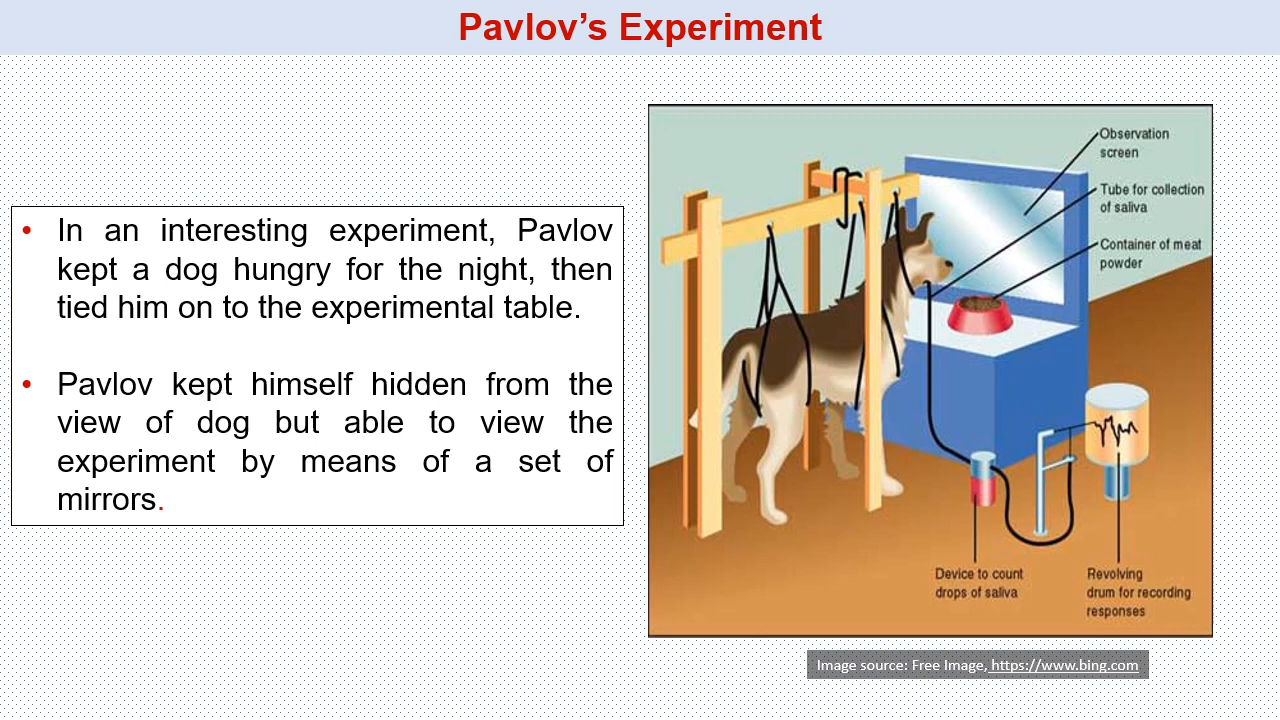 Pavlov’s Experiment
• In an interesting experiment, Pavlov
kept a dog hungry for the night, then
tied him on to the experimental table.
• Pavlov kept himself hidden from the
view of dog but able to view the
experiment by means of a set of
mirrors.
Observation
screen
Tube for collection
of saliva
Container of meat
powder
Device to count
drops of saliva
Revolving
drum for recording
responses
Image source: Free Image, https://www.bing.com